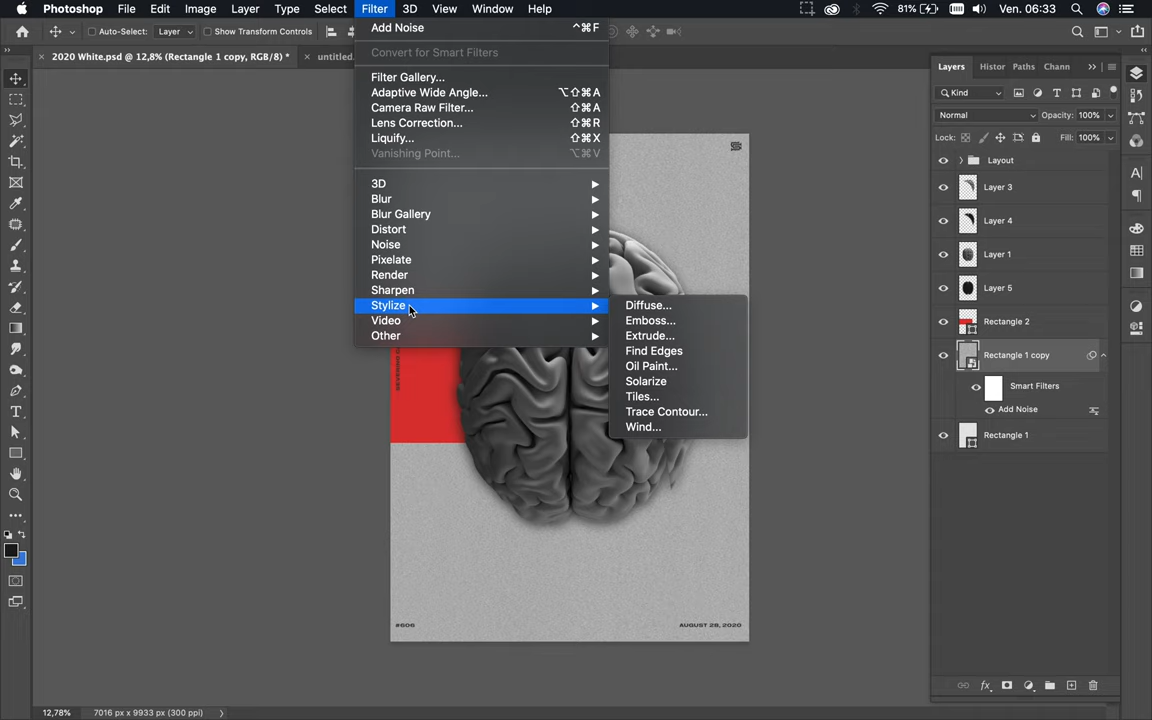 Photoshop File Edit Image Layer Type Select Filter 3D View Window Help 81% Ven. 06:33
Auto-Select: Layer Show Transform Controls
2020 White.psd @ 12,8% (Rectangle 1 copy, RGB/8) * untitled.
Add Noise ^⌘F
Convert for Smart Filters
Filter Gallery...
Adaptive Wide Angle... ⌥⇧⌘A
Camera Raw Filter... ⇧⌘A
Lens Correction... ⇧⌘R
Liquify... ⇧⌘X
Vanishing Point... ⌥⌘V
3D
Blur
Blur Gallery
Distort
Noise
Pixelate
Render
Sharpen
Stylize
Video
Other
Diffuse...
Emboss...
Extrude...
Find Edges
Oil Paint...
Solarize
Tiles...
Trace Contour...
Wind...
#606 AUGUST 28, 2020
Layers Histor Paths Chann
Kind
Normal Opacity: 100%
Lock: Fill: 100%
Layout
Layer 3
Layer 4
Layer 1
Layer 5
Rectangle 2
Rectangle 1 copy
Smart Filters
Add Noise
Rectangle 1
fx
12,78% 7016 px x 9933 px (300 ppi)